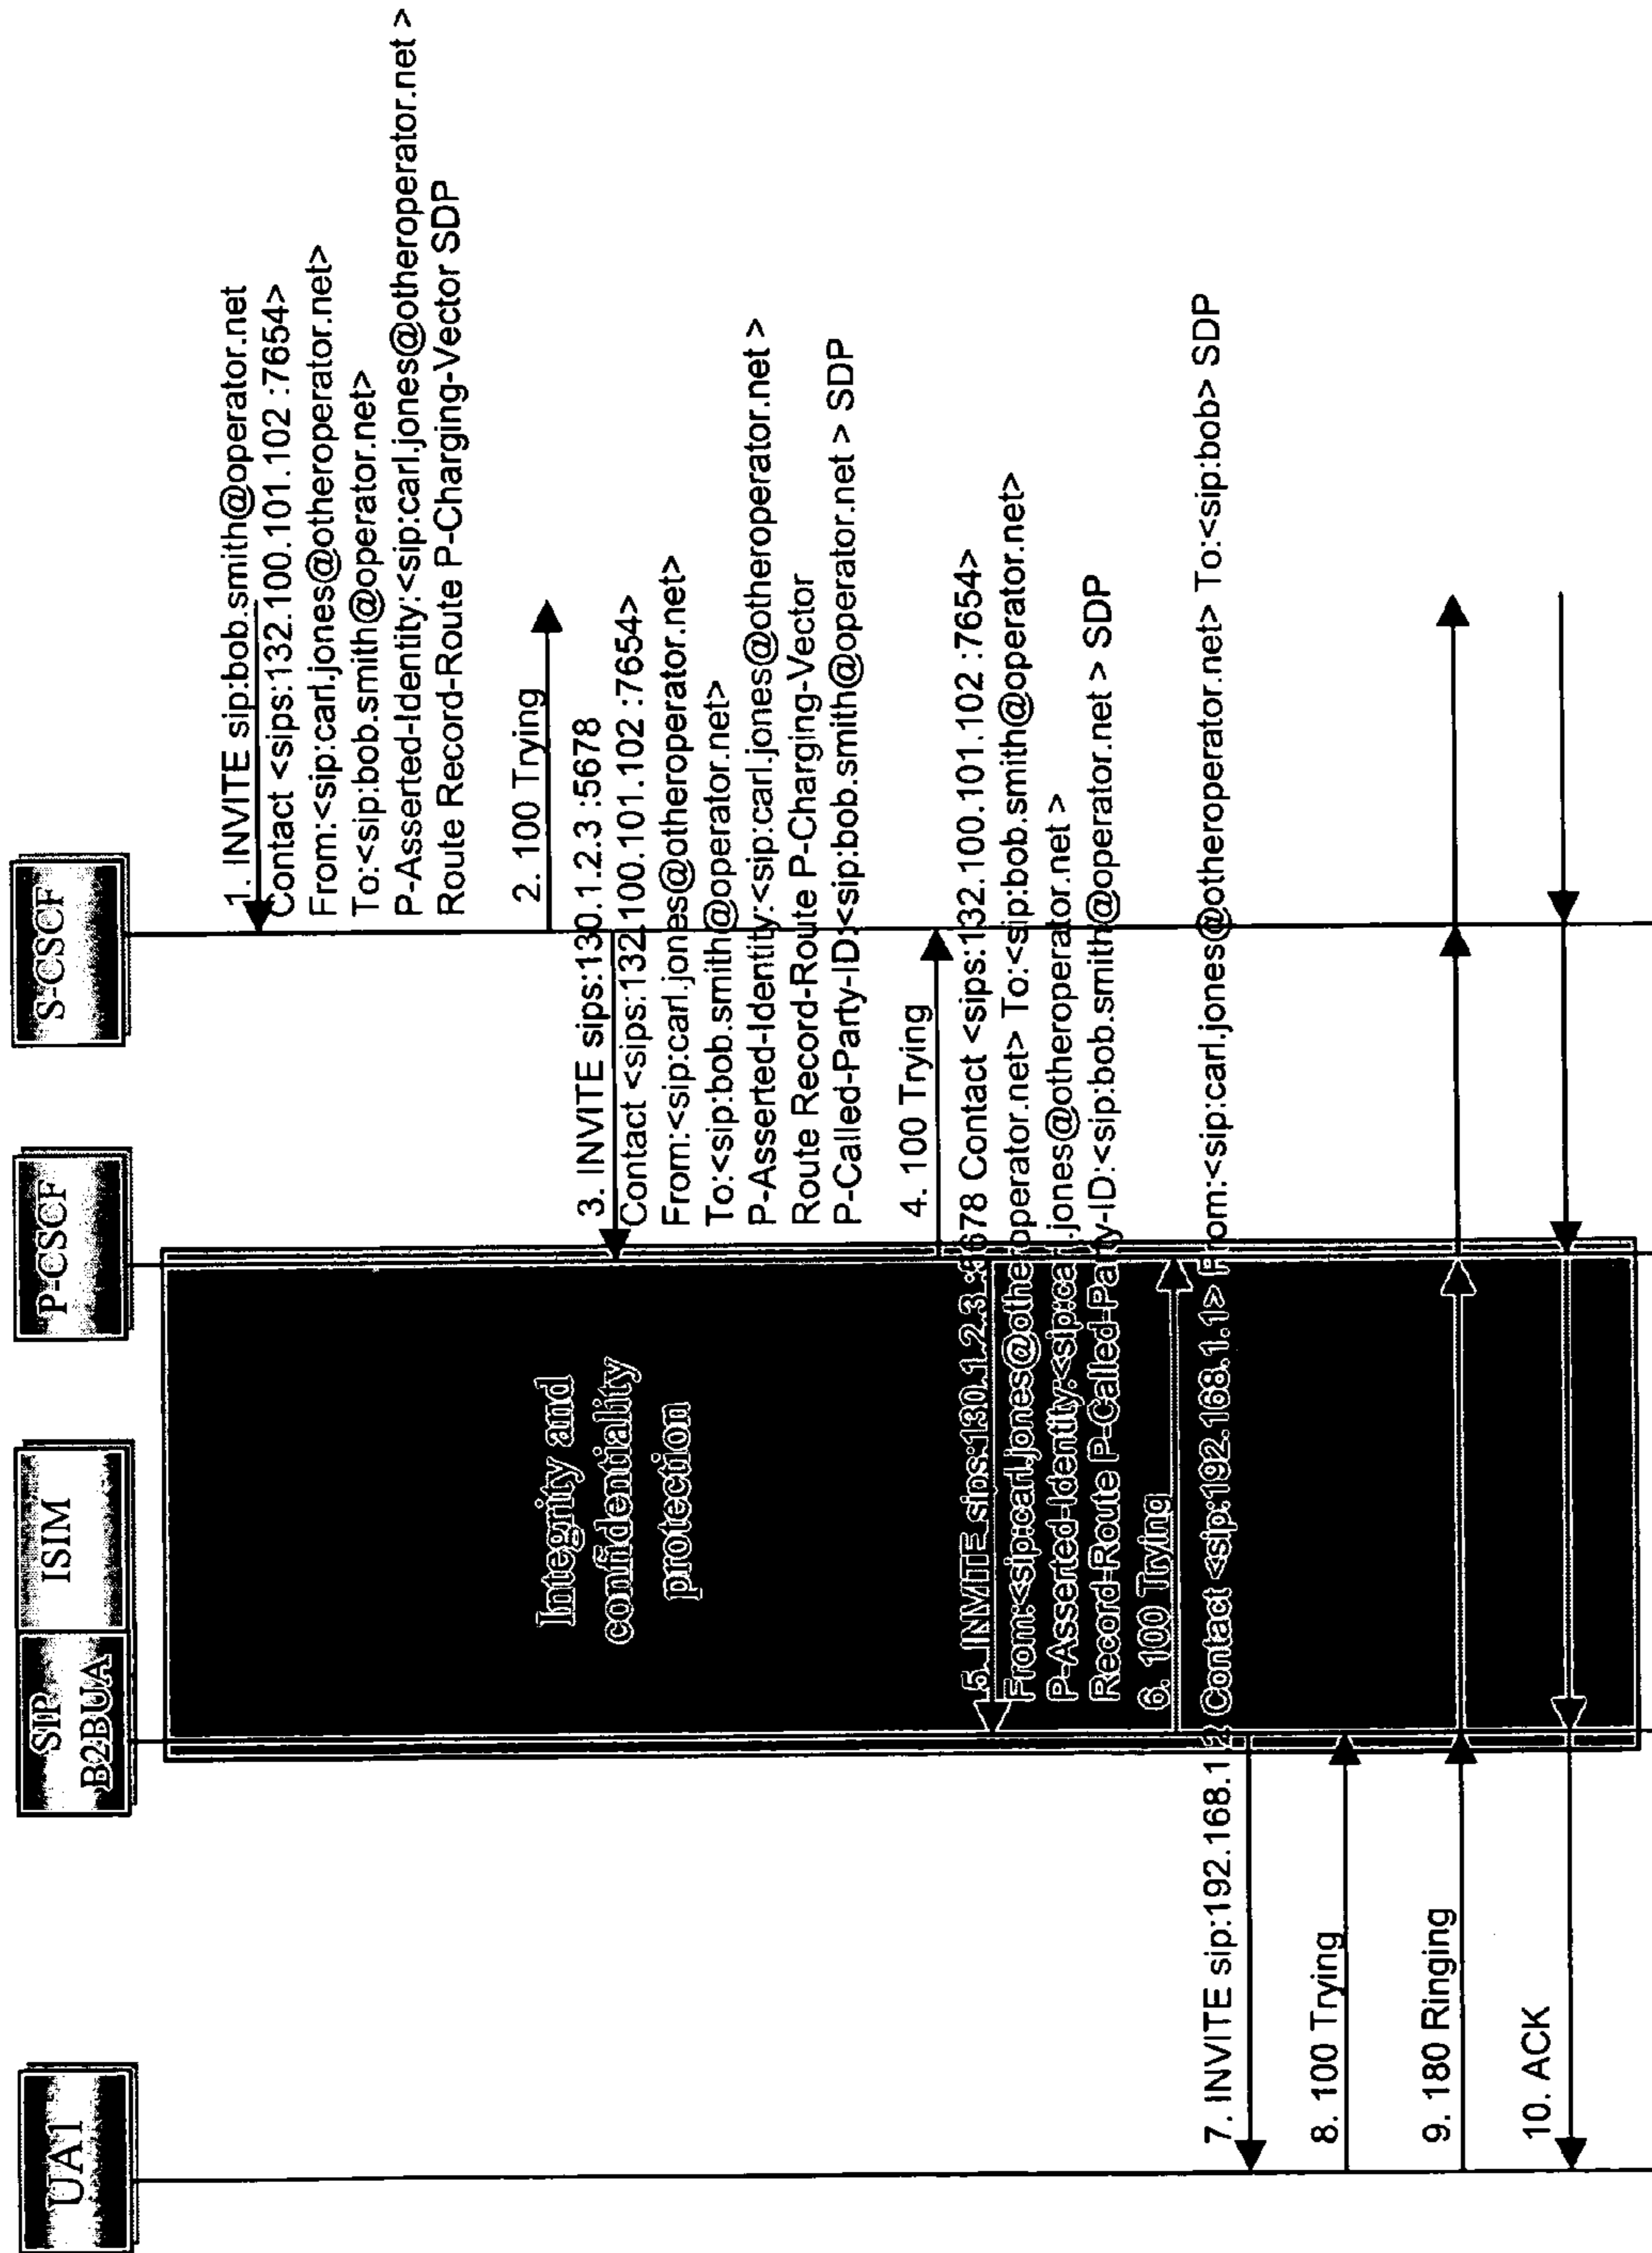 UA1
SIP
B2BUA
ISIM
P-CSCF
S-CSCF
1. INVITE sip:bob.smith@operator.net
Contact <sips:132.100.101.102 :7654>
From:<sip:carl.jones@otheroperator.net>
To:<sip:bob.smith@operator.net>
P-Asserted-Identity:<sip:carl.jones@otheroperator.net >
Route Record-Route P-Charging-Vector SDP
2. 100 Trying
3. INVITE sips:130.1.2.3 :5678
Contact <sips:132.100.101.102 :7654>
From:<sip:carl.jones@otheroperator.net>
To:<sip:bob.smith@operator.net>
P-Asserted-Identity:<sip:carl.jones@otheroperator.net >
Route Record-Route P-Charging-Vector
P-Called-Party-ID:<sip:bob.smith@operator.net > SDP
Integrity and
confidentiality
protection
4. 100 Trying
5. INVITE sips:130.1.2.3 :5678 Contact <sips:132.100.101.102 :7654>
From:<sip:carl.jones@otheroperator.net> To:<sip:bob.smith@operator.net>
P-Asserted-Identity:<sip:carl.jones@otheroperator.net >
Record-Route P-Called-Party-ID:<sip:bob.smith@operator.net > SDP
6. 100 Trying
7. INVITE sip:192.168.1.2 Contact <sip:192.168.1.1> From:<sip:carl.jones@otheroperator.net> To:<sip:bob> SDP
8. 100 Trying
9. 180 Ringing
10. ACK